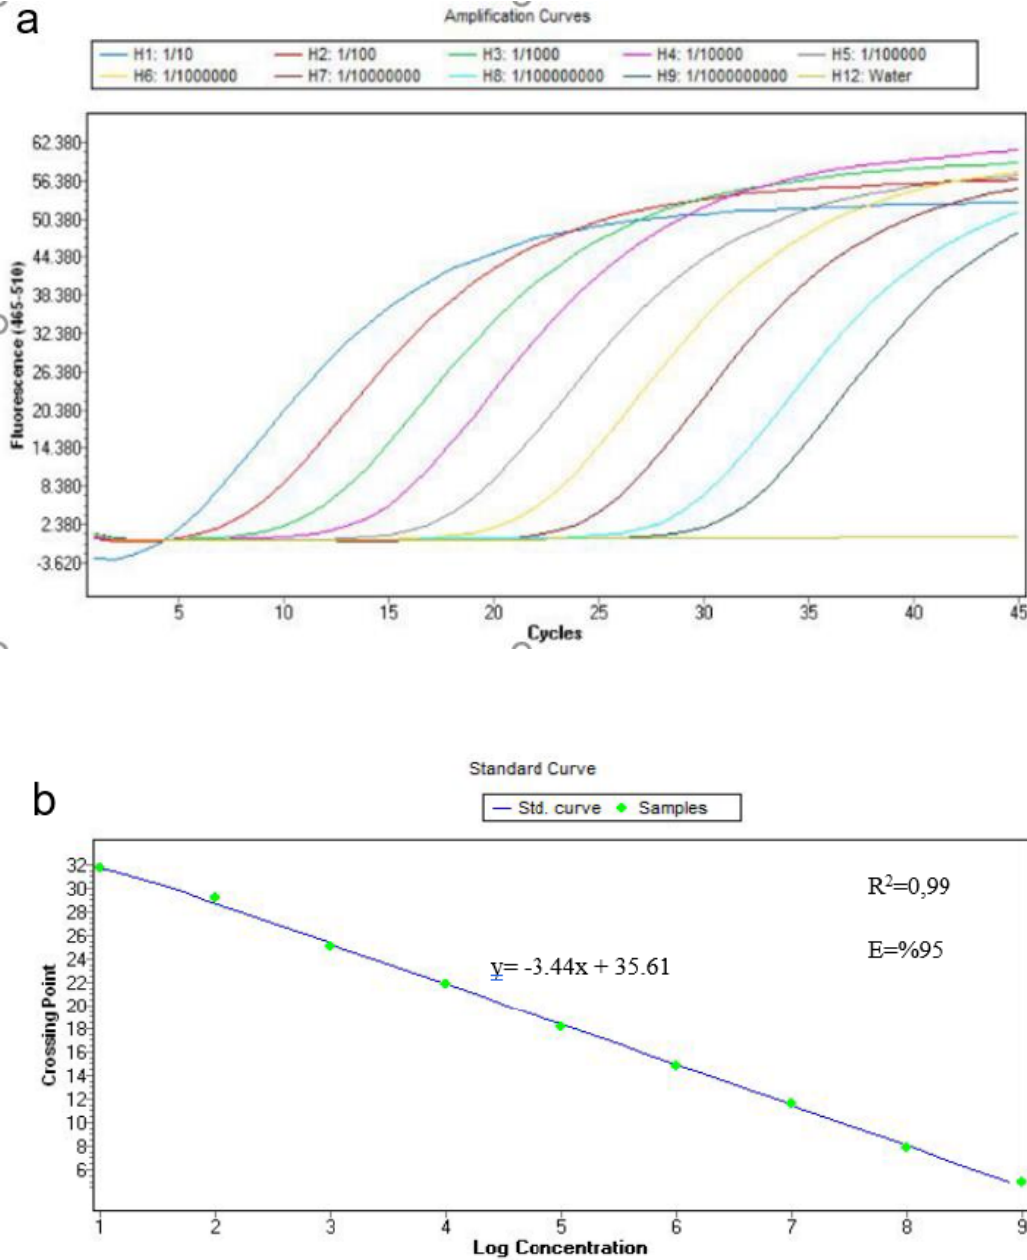 a
Amplification Curves
H1: 1/10 H2: 1/100 H3: 1/1000 H4: 1/10000 H5: 1/100000
H6: 1/1000000 H7: 1/10000000 H8: 1/100000000 H9: 1/1000000000 H12: Water
Fluorescence (465-510)
62.380
56.380
50.380
44.380
38.380
32.380
26.380
20.380
14.380
8.380
2.380
-3.620
5 10 15 20 25 30 35 40 45
Cycles
b
Standard Curve
Std. curve Samples
Crossing Point
32
30
28
26
24
22
20
18
16
14
12
10
8
6
R²=0,99
E=%95
y= -3.44x + 35.61
1 2 3 4 5 6 7 8 9
Log Concentration